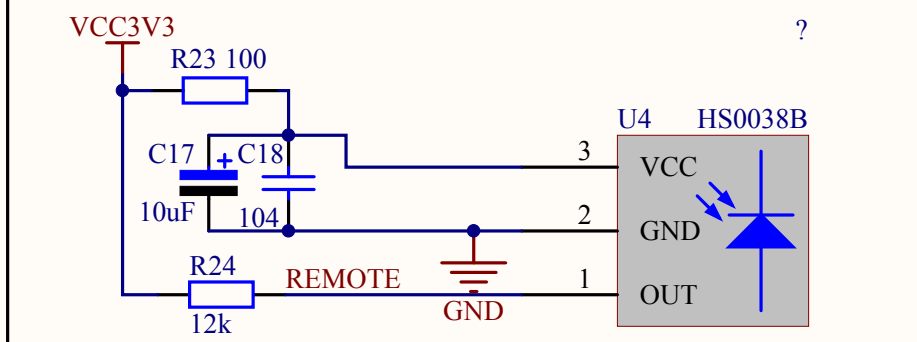 VCC3V3
?
R23 100
U4 HS0038B
C17 + C18
3 VCC
10uF 104
2 GND
R24
REMOTE
1 OUT
GND
12k